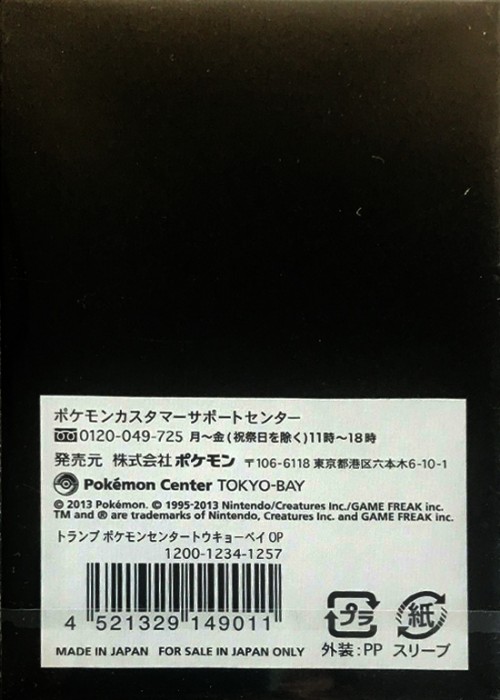 ポケモンカスタマーサポートセンター
0120-049-725 月～金(祝祭日を除く)11時～18時
発売元 株式会社ポケモン 〒106-6118 東京都港区六本木6-10-1
Pokémon Center TOKYO-BAY
© 2013 Pokémon. © 1995-2013 Nintendo/Creatures Inc./GAME FREAK inc.
TM and ® are trademarks of Nintendo, Creatures Inc. and GAME FREAK inc.
トランプ ポケモンセンタートウキョーベイ OP
1200-1234-1257
4 521329 149011
プラ 紙
MADE IN JAPAN FOR SALE IN JAPAN ONLY 外装:PP スリーブ